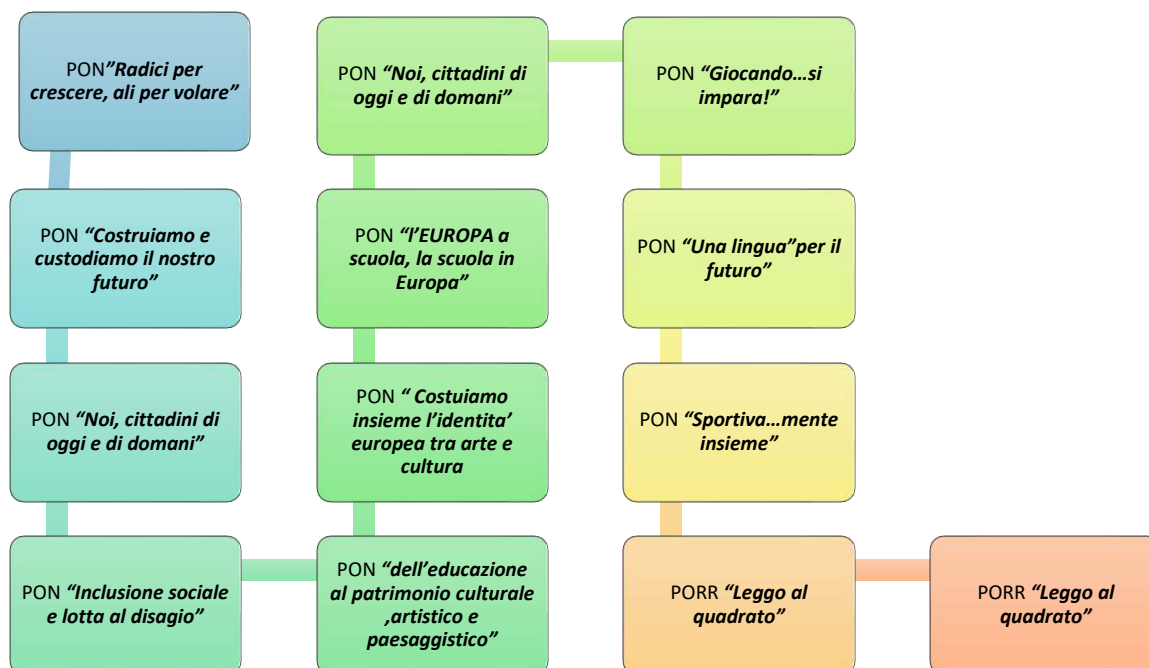 PON”Radici per
crescere, ali per volare”
PON “Costruiamo e
custodiamo il nostro
futuro”
PON “Noi, cittadini di
oggi e di domani”
PON “Inclusione sociale
e lotta al disagio”
PON “dell’educazione
al patrimonio culturale
,artistico e
paesaggistico”
PON “ Costuiamo
insieme l’identita’
europea tra arte e
cultura
PON “l’EUROPA a
scuola, la scuola in
Europa”
PON “Noi, cittadini di
oggi e di domani”
PON “Giocando…si
impara!”
PON “Una lingua”per il
futuro”
PON “Sportiva…mente
insieme”
PORR “Leggo al
quadrato”
PORR “Leggo al
quadrato”